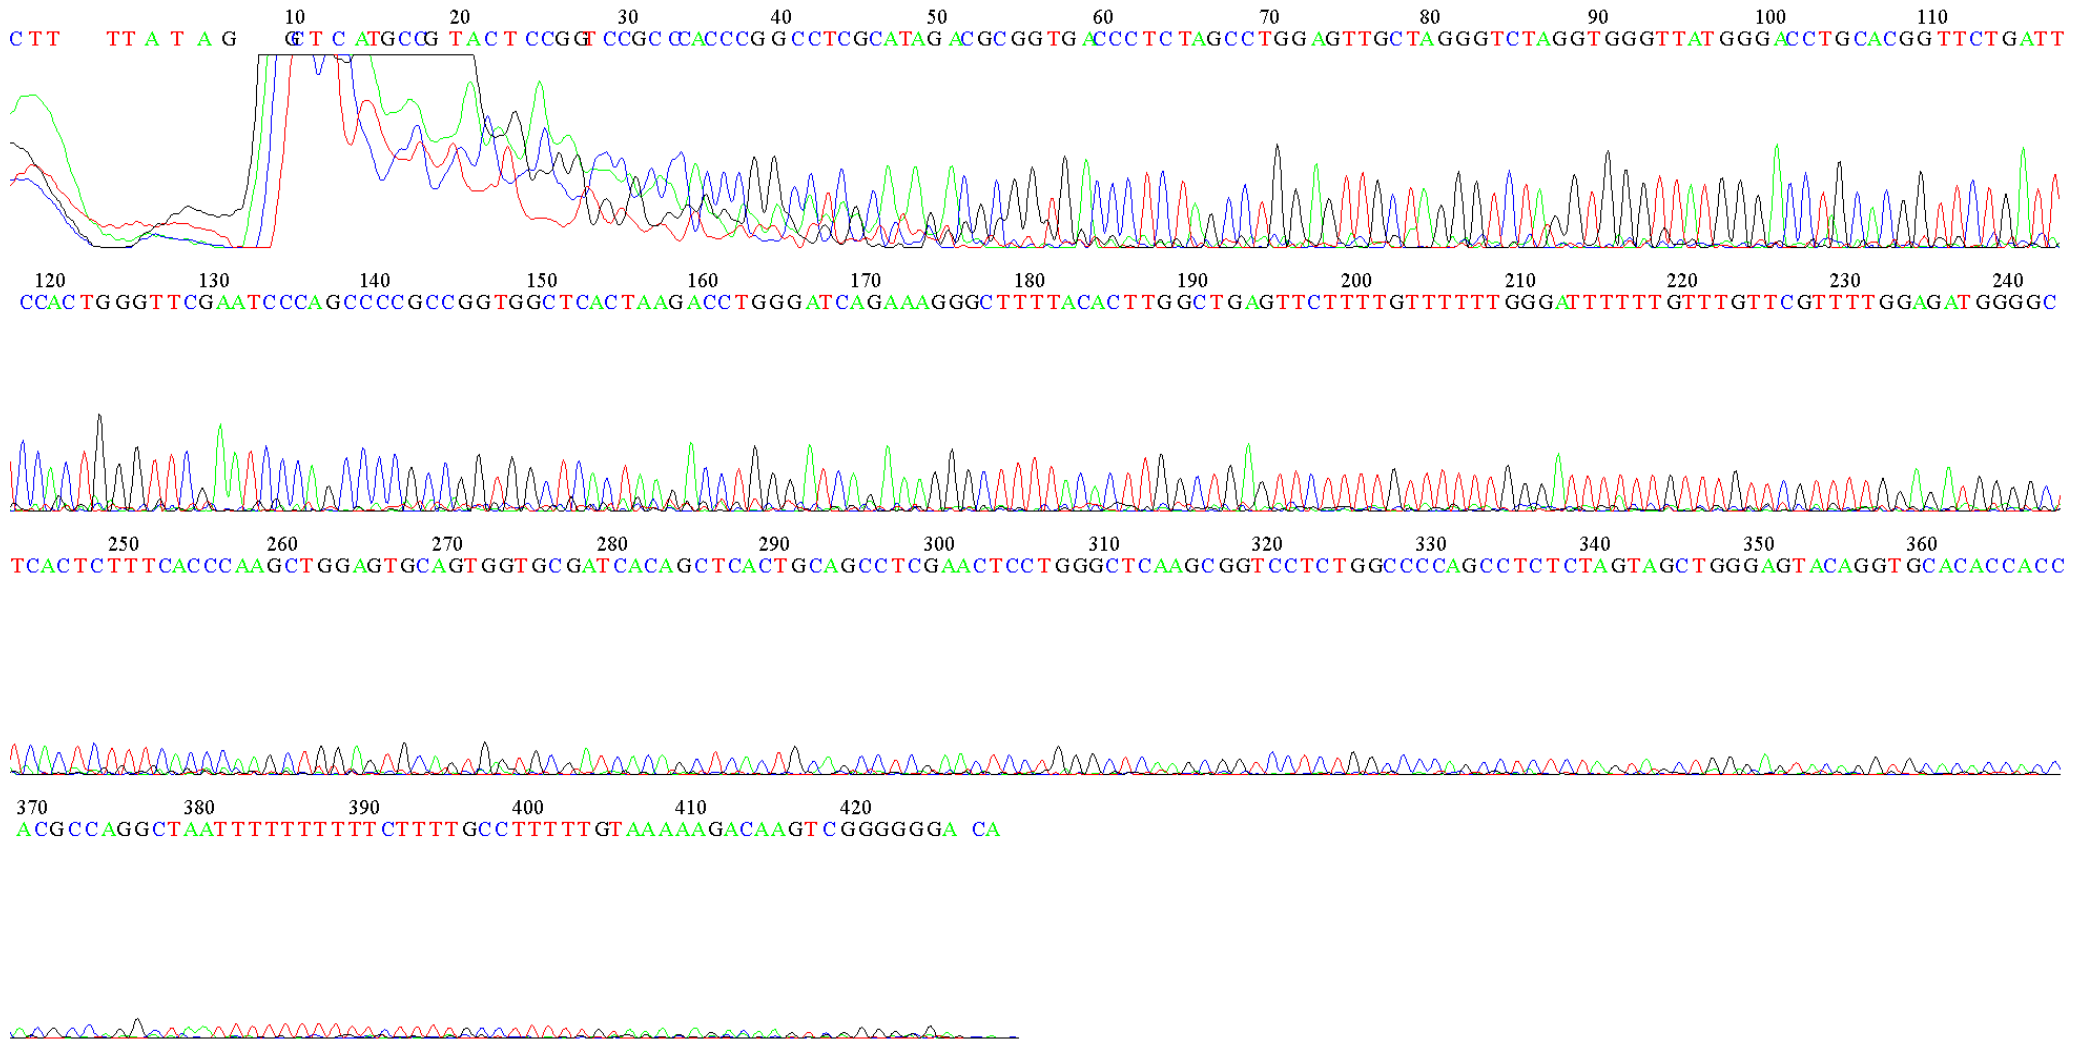 10 20 30 40 50 60 70 80 90 100 110
CTT TTATAG GCTCATGCCGTACTCCGGTCCGCCCACCCGGCCTCGCATAGACGCGGTGACCCTCTAGCCTGGAGTTGCTAGGGTCTAGGTGGGTTATGGGACCTGCACGGTTCTGATT
120 130 140 150 160 170 180 190 200 210 220 230 240
CCACTGGGTTCGAATCCCAGCCCCGCCGGTGGCTCACTAAGACCTGGGATCAGAAAGGGCTTTTACACTTGGCTGAGTTCTTTTGTTTTTTGGGATTTTTTGTTTGTTCGTTTTGGAGATGGGGC
250 260 270 280 290 300 310 320 330 340 350 360
TCACTCTTTCACCCAAGCTGGAGTGCAGTGGTGCGATCACAGCTCACTGCAGCCTCGAACTCCTGGGCTCAAGCGGTCCTCTGGCCCCAGCCTCTCTAGTAGCTGGGAGTACAGGTGCACACCACC
370 380 390 400 410 420
ACGCCAGGCTAATTTTTTTTTTCTTTTGCCTTTTTGTAAAAAGACAAGTCGGGGGGA CA